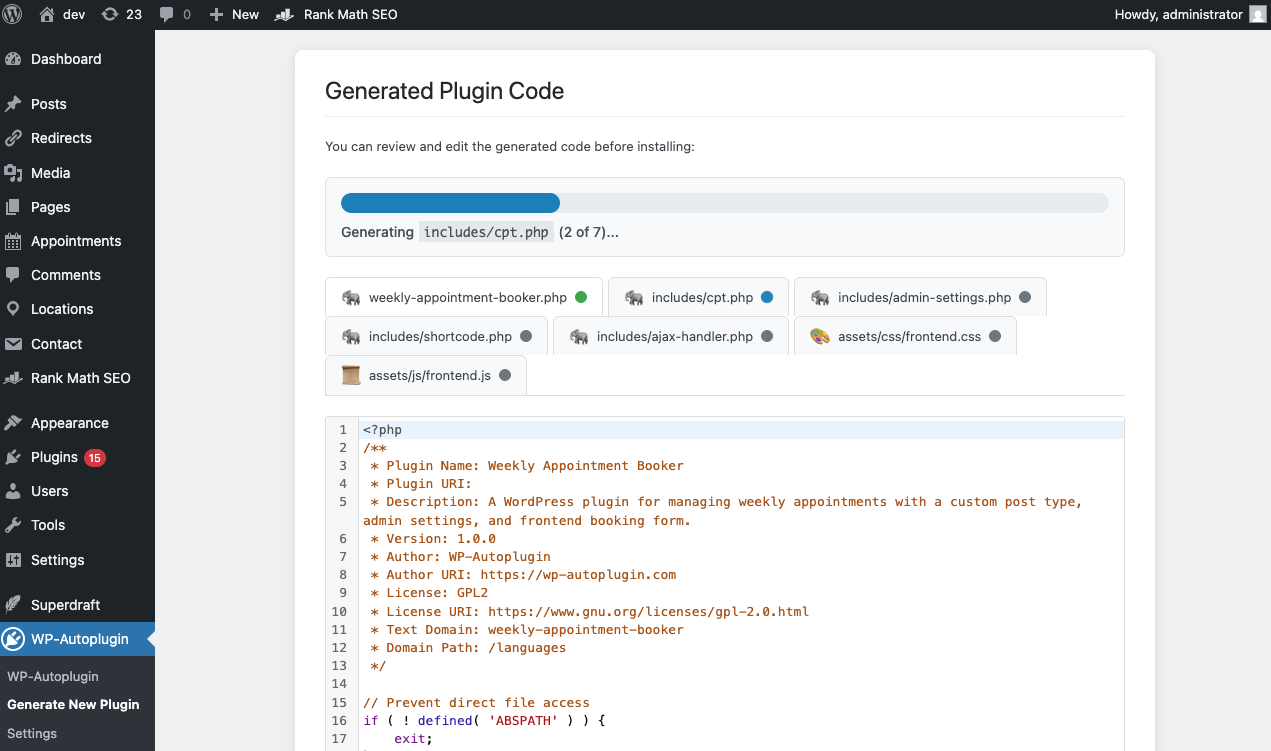 dev 23 0 New Rank Math SEO Howdy, administrator
Dashboard
Posts
Redirects
Media
Pages
Appointments
Comments
Locations
Contact
Rank Math SEO
Appearance
Plugins 15
Users
Tools
Settings
Superdraft
WP-Autoplugin
WP-Autoplugin
Generate New Plugin
Settings
Generated Plugin Code
You can review and edit the generated code before installing:
Generating includes/cpt.php (2 of 7)...
weekly-appointment-booker.php includes/cpt.php includes/admin-settings.php
includes/shortcode.php includes/ajax-handler.php assets/css/frontend.css
assets/js/frontend.js
1 <?php
2 /**
3  * Plugin Name: Weekly Appointment Booker
4  * Plugin URI:
5  * Description: A WordPress plugin for managing weekly appointments with a custom post type,
admin settings, and frontend booking form.
6  * Version: 1.0.0
7  * Author: WP-Autoplugin
8  * Author URI: https://wp-autoplugin.com
9  * License: GPL2
10  * License URI: https://www.gnu.org/licenses/gpl-2.0.html
11  * Text Domain: weekly-appointment-booker
12  * Domain Path: /languages
13  */
14
15 // Prevent direct file access
16 if ( ! defined( 'ABSPATH' ) ) {
17     exit;